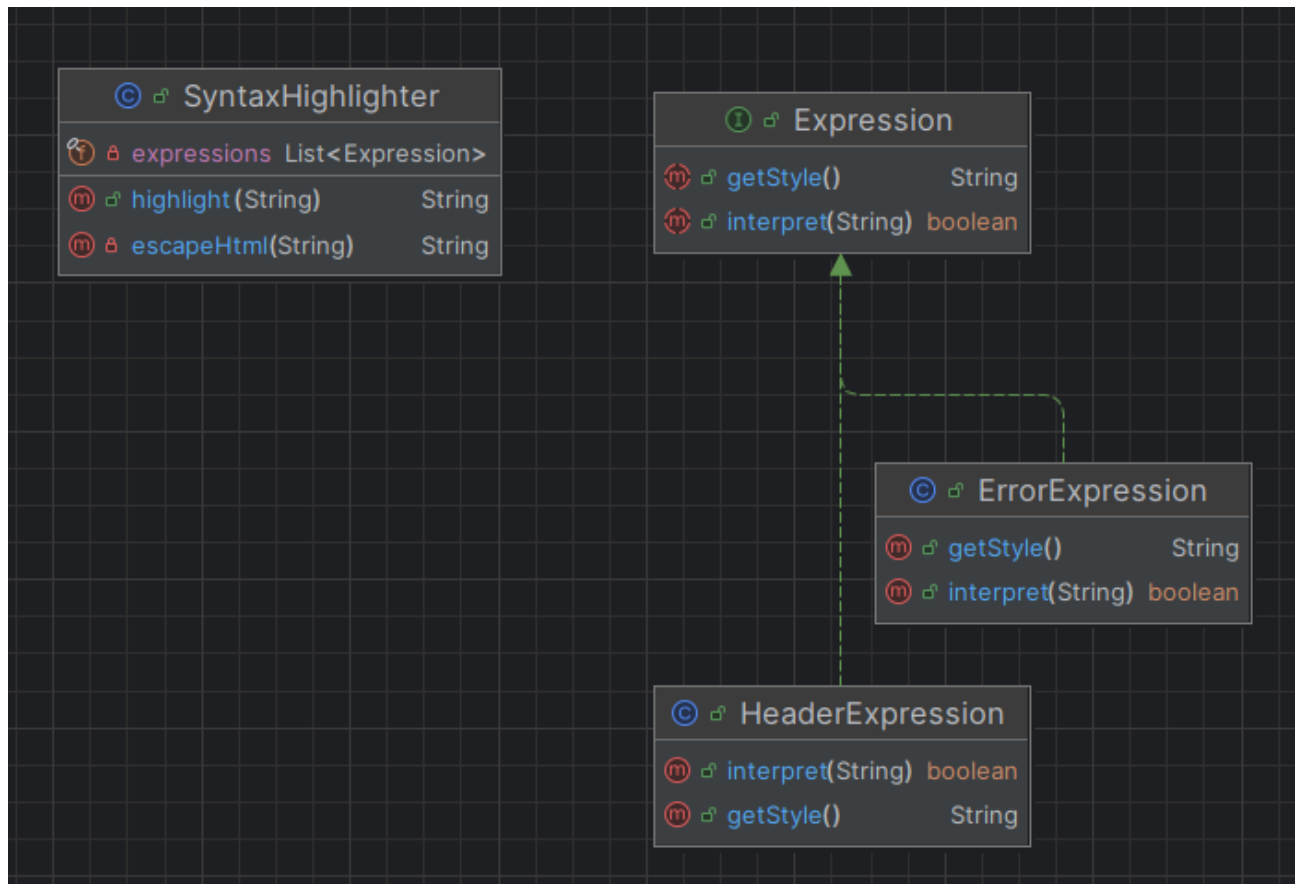 SyntaxHighlighter
expressions List<Expression>
highlight(String) String
escapeHtml(String) String
Expression
getStyle() String
interpret(String) boolean
ErrorExpression
getStyle() String
interpret(String) boolean
HeaderExpression
interpret(String) boolean
getStyle() String